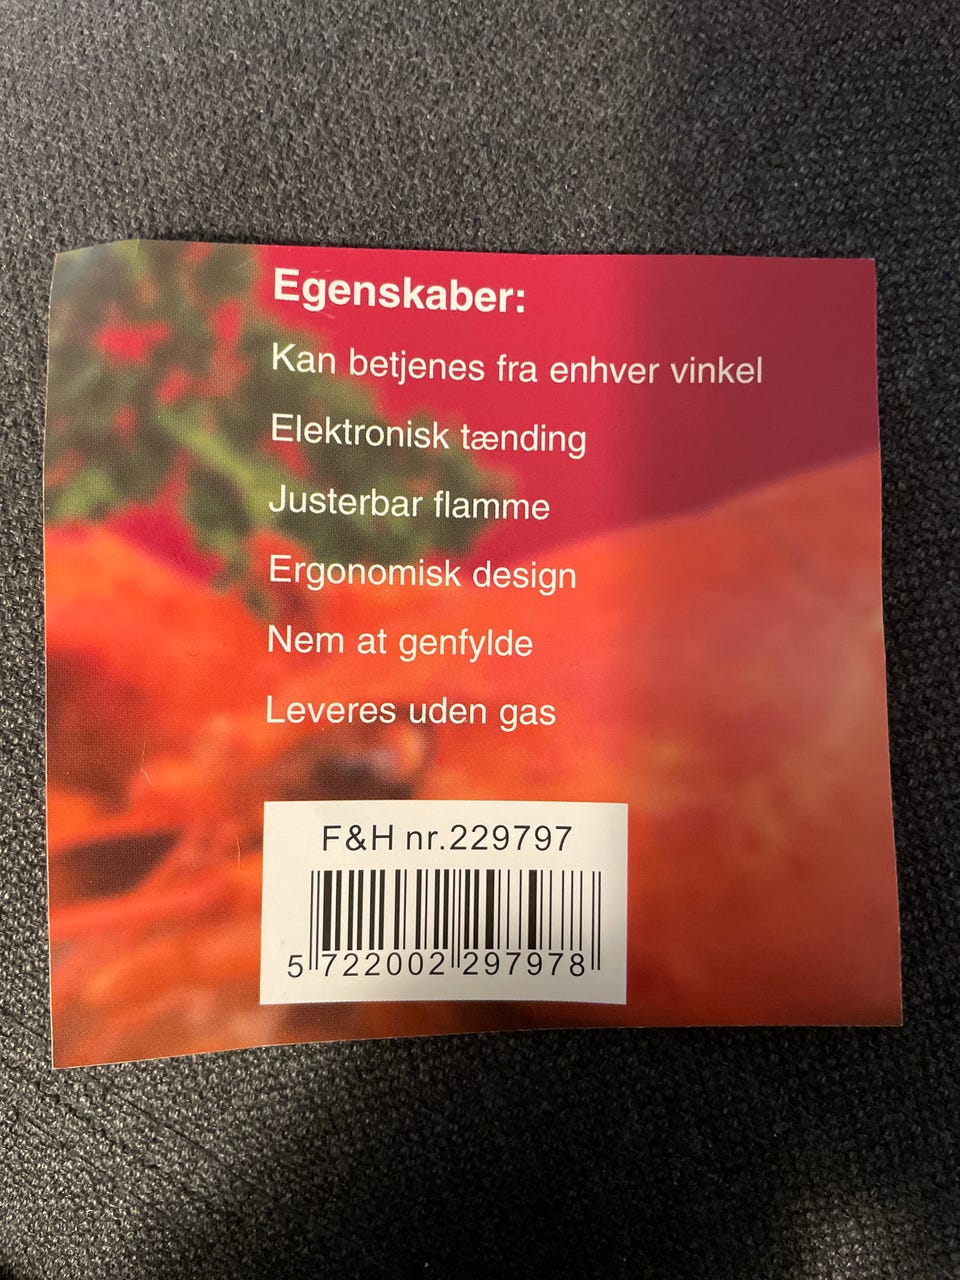 Egenskaber:
Kan betjenes fra enhver vinkel
Elektronisk tænding
Justerbar flamme
Ergonomisk design
Nem at genfylde
Leveres uden gas
F&H nr.229797
5 722002 297978